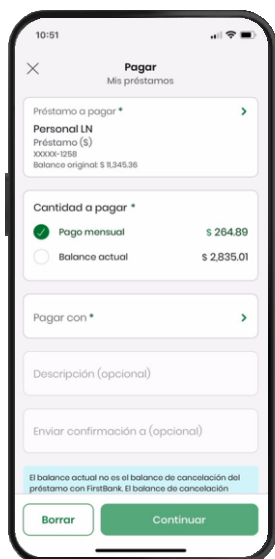 10:51
Pagar
Mis préstamos
Préstamo a pagar *
Personal LN
Préstamo ($)
XXXXX-1258
Balance original: $ 11,345.36
Cantidad a pagar *
Pago mensual $ 264.89
Balance actual $ 2,835.01
Pagar con *
Descripción (opcional)
Enviar confirmación a (opcional)
El balance actual no es el balance de cancelación del
préstamo con FirstBank. El balance de cancelación
Borrar Continuar